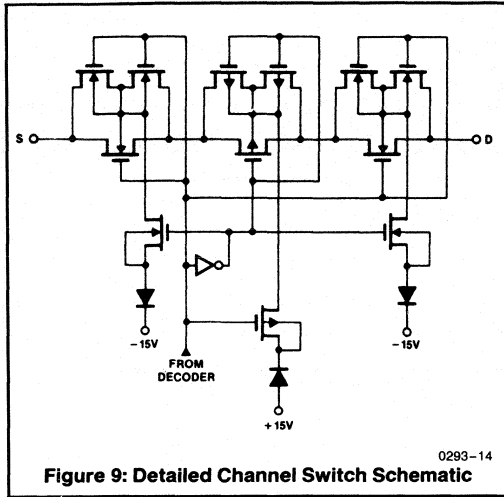 S
D
-15V
FROM
DECODER
+15V
-15V
0293-14
Figure 9: Detailed Channel Switch Schematic